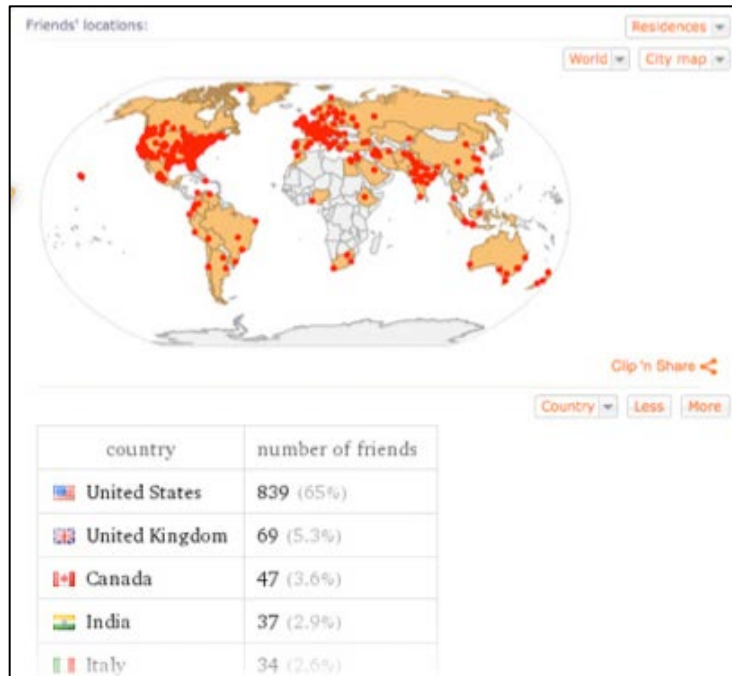 Friends' locations:
Residences
World City map
Clip 'n Share
Country Less More
country number of friends
United States 839 (65%)
United Kingdom 69 (5.3%)
Canada 47 (3.6%)
India 37 (2.9%)
Italy 34 (2.6%)